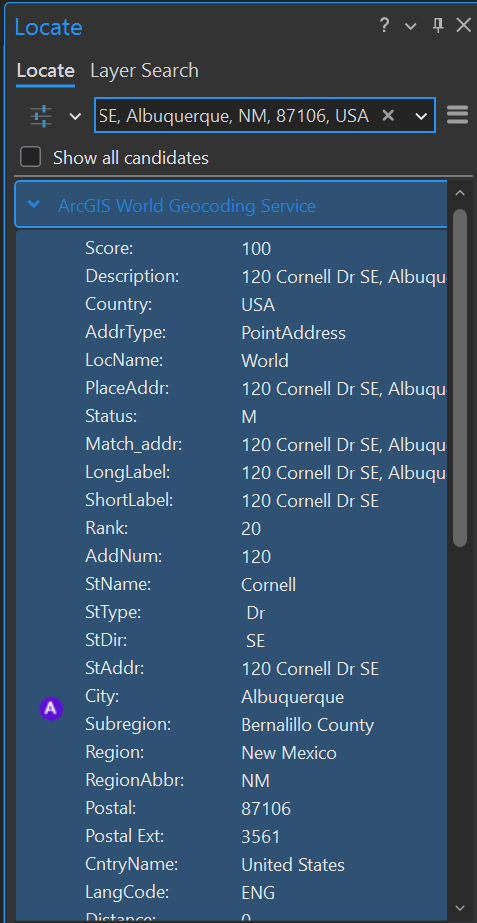 Locate
Locate Layer Search
SE, Albuquerque, NM, 87106, USA
Show all candidates
ArcGIS World Geocoding Service
Score: 100
Description: 120 Cornell Dr SE, Albuqu
Country: USA
AddrType: PointAddress
LocName: World
PlaceAddr: 120 Cornell Dr SE, Albuqu
Status: M
Match_addr: 120 Cornell Dr SE, Albuqu
LongLabel: 120 Cornell Dr SE, Albuqu
ShortLabel: 120 Cornell Dr SE
Rank: 20
AddNum: 120
StName: Cornell
StType: Dr
StDir: SE
StAddr: 120 Cornell Dr SE
A City: Albuquerque
Subregion: Bernalillo County
Region: New Mexico
RegionAbbr: NM
Postal: 87106
Postal Ext: 3561
CntryName: United States
LangCode: ENG
Distance: 0